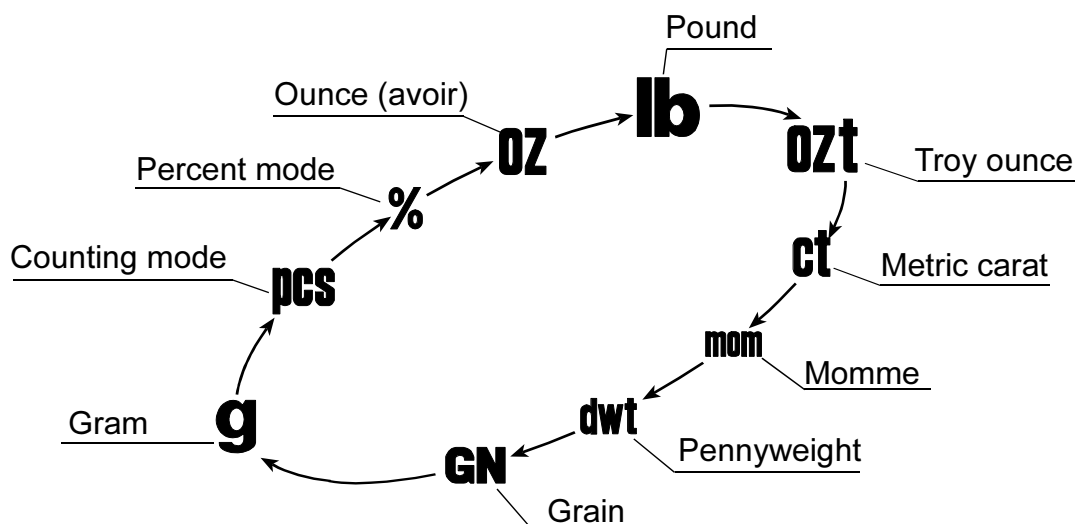 Pound
lb
Ounce (avoir)
oz
ozt
Troy ounce
Percent mode
%
Counting mode
pcs
ct
Metric carat
mom
Momme
Gram
g
dwt
Pennyweight
GN
Grain